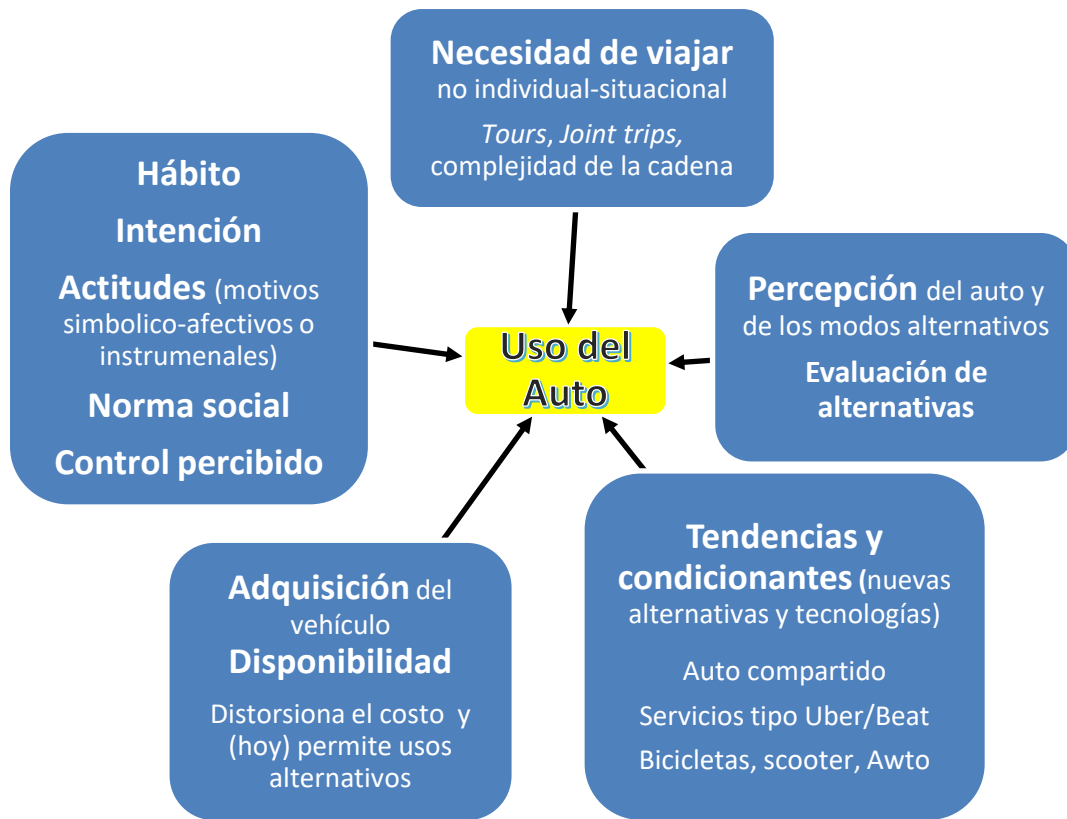 Necesidad de viajar
no individual-situacional
Tours, Joint trips,
complejidad de la cadena
Hábito
Intención
Actitudes (motivos
simbolico-afectivos o
instrumenales)
Norma social
Control percibido
Uso del
Auto
Percepción del auto y
de los modos alternativos
Evaluación de
alternativas
Adquisición del
vehículo
Disponibilidad
Distorsiona el costo y
(hoy) permite usos
alternativos
Tendencias y
condicionantes (nuevas
alternativas y tecnologías)
Auto compartido
Servicios tipo Uber/Beat
Bicicletas, scooter, Awto